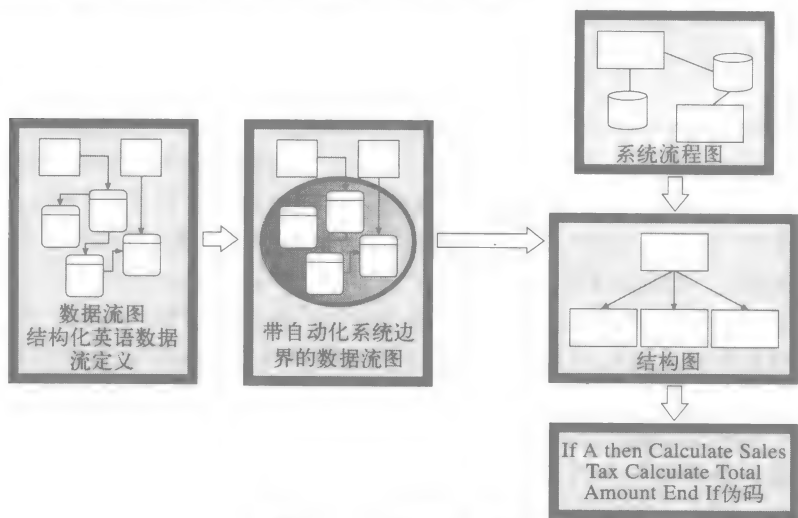 数据流图
结构化英语数据
流定义
带自动化系统边
界的数据流图
系统流程图
结构图
If A then Calculate Sales
Tax Calculate Total
Amount End If伪码